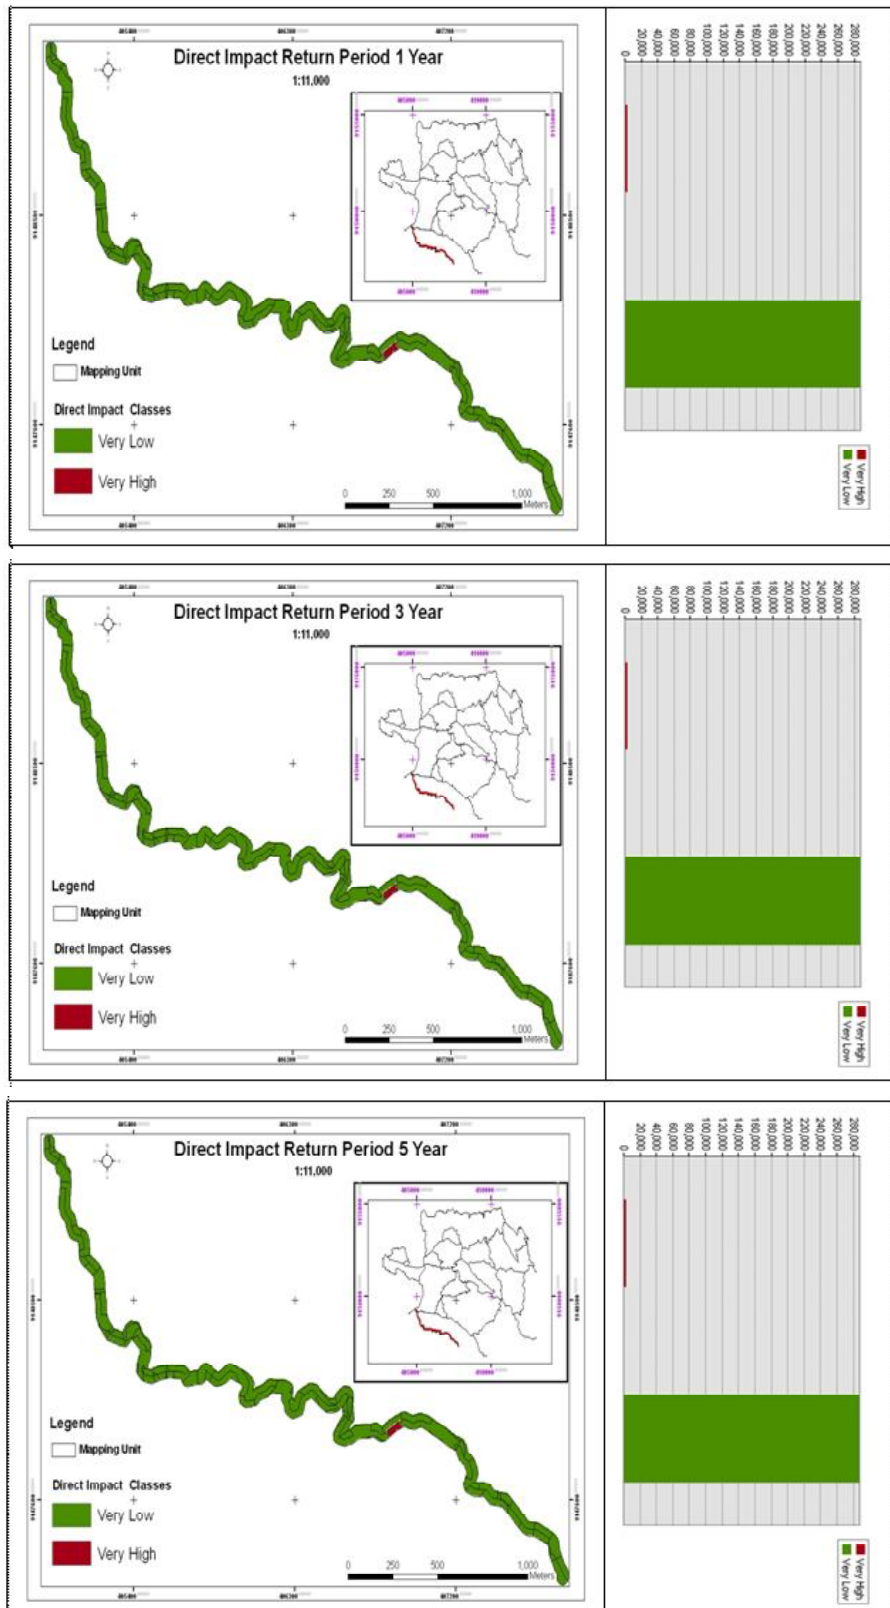 Direct Impact Return Period 1 Year
1:11,000
Legend
Mapping Unit
Direct Impact Classes
Very Low
Very High
0 250 500 1,000
Meters
0
20,000
40,000
60,000
80,000
100,000
120,000
140,000
160,000
180,000
200,000
220,000
240,000
260,000
280,000
Very High
Very Low
Direct Impact Return Period 3 Year
1:11,000
Legend
Mapping Unit
Direct Impact Classes
Very Low
Very High
0 250 500 1,000
Meters
0
20,000
40,000
60,000
80,000
100,000
120,000
140,000
160,000
180,000
200,000
220,000
240,000
260,000
280,000
Very High
Very Low
Direct Impact Return Period 5 Year
1:11,000
Legend
Mapping Unit
Direct Impact Classes
Very Low
Very High
0 250 500 1,000
Meters
0
20,000
40,000
60,000
80,000
100,000
120,000
140,000
160,000
180,000
200,000
220,000
240,000
260,000
280,000
Very High
Very Low